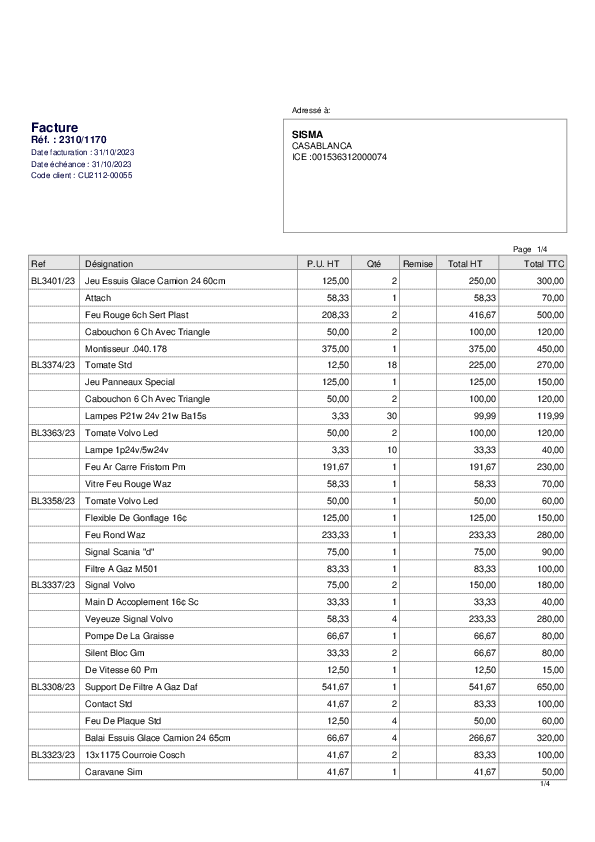 Adressé à:
Facture
Réf. : 2310/1170
Date facturation : 31/10/2023
Date échéance : 31/10/2023
Code client : CU2112-00055
SISMA
CASABLANCA
ICE :001536312000074
Page 1/4
Ref Désignation P.U. HT Qté Remise Total HT Total TTC
BL3401/23 Jeu Essuis Glace Camion 24 60cm 125,00 2 250,00 300,00
Attach 58,33 1 58,33 70,00
Feu Rouge 6ch Sert Plast 208,33 2 416,67 500,00
Cabouchon 6 Ch Avec Triangle 50,00 2 100,00 120,00
Montisseur .040.178 375,00 1 375,00 450,00
BL3374/23 Tomate Std 12,50 18 225,00 270,00
Jeu Panneaux Special 125,00 1 125,00 150,00
Cabouchon 6 Ch Avec Triangle 50,00 2 100,00 120,00
Lampes P21w 24v 21w Ba15s 3,33 30 99,99 119,99
BL3363/23 Tomate Volvo Led 50,00 2 100,00 120,00
Lampe 1p24v/5w24v 3,33 10 33,33 40,00
Feu Ar Carre Fristom Pm 191,67 1 191,67 230,00
Vitre Feu Rouge Waz 58,33 1 58,33 70,00
BL3358/23 Tomate Volvo Led 50,00 1 50,00 60,00
Flexible De Gonflage 16¢ 125,00 1 125,00 150,00
Feu Rond Waz 233,33 1 233,33 280,00
Signal Scania "d" 75,00 1 75,00 90,00
Filtre A Gaz M501 83,33 1 83,33 100,00
BL3337/23 Signal Volvo 75,00 2 150,00 180,00
Main D Accoplement 16¢ Sc 33,33 1 33,33 40,00
Veyeuze Signal Volvo 58,33 4 233,33 280,00
Pompe De La Graisse 66,67 1 66,67 80,00
Silent Bloc Gm 33,33 2 66,67 80,00
De Vitesse 60 Pm 12,50 1 12,50 15,00
BL3308/23 Support De Filtre A Gaz Daf 541,67 1 541,67 650,00
Contact Std 41,67 2 83,33 100,00
Feu De Plaque Std 12,50 4 50,00 60,00
Balai Essuis Glace Camion 24 65cm 66,67 4 266,67 320,00
BL3323/23 13x1175 Courroie Cosch 41,67 2 83,33 100,00
Caravane Sim 41,67 1 41,67 50,00
1/4